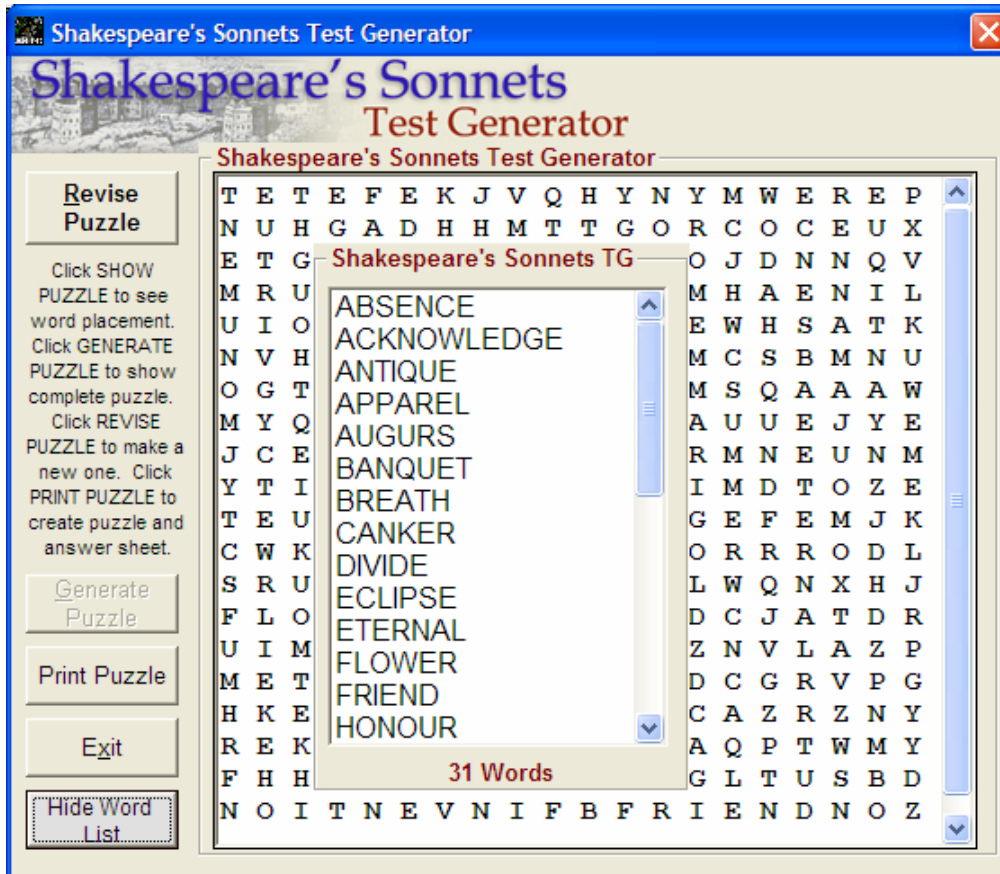 Shakespeare's Sonnets Test Generator
Shakespeare's Sonnets
Test Generator
Shakespeare's Sonnets Test Generator
Revise
Puzzle
Click SHOW
PUZZLE to see
word placement.
Click GENERATE
PUZZLE to show
complete puzzle.
Click REVISE
PUZZLE to make a
new one. Click
PRINT PUZZLE to
create puzzle and
answer sheet.
Generate
Puzzle
Print Puzzle
Exit
Hide Word
List
T E T E F E K J V Q H Y N Y M W E R E P
N U H G A D H H M T T G O R C O C E U X
E T G O J D N N Q V
M R U M H A E N I L
U I O E W H S A T K
N V H M C S B M N U
O G T M S Q A A A W
M Y Q A U U E J Y E
J C E R M N E U N M
Y T I I M D T O Z E
T E U G E F E M J K
C W K O R R R O D L
S R U L W Q N X H J
F L O D C J A T D R
U I M Z N V L A Z P
M E T D C G R V P G
H K E C A Z R Z N Y
R E K A Q P T W M Y
F H H G L T U S B D
N O I T N E V N I F B F R I E N D N O Z
Shakespeare's Sonnets TG
ABSENCE
ACKNOWLEDGE
ANTIQUE
APPAREL
AUGURS
BANQUET
BREATH
CANKER
DIVIDE
ECLIPSE
ETERNAL
FLOWER
FRIEND
HONOUR
31 Words